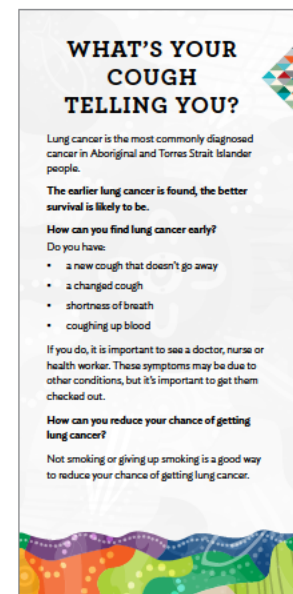 WHAT'S YOUR
COUGH
TELLING YOU?
Lung cancer is the most commonly diagnosed
cancer in Aboriginal and Torres Strait Islander
people.
The earlier lung cancer is found, the better
survival is likely to be.
How can you find lung cancer early?
Do you have:
• a new cough that doesn't go away
• a changed cough
• shortness of breath
• coughing up blood
If you do, it is important to see a doctor, nurse or
health worker. These symptoms may be due to
other conditions, but it's important to get them
checked out.
How can you reduce your chance of getting
lung cancer?
Not smoking or giving up smoking is a good way
to reduce your chance of getting lung cancer.